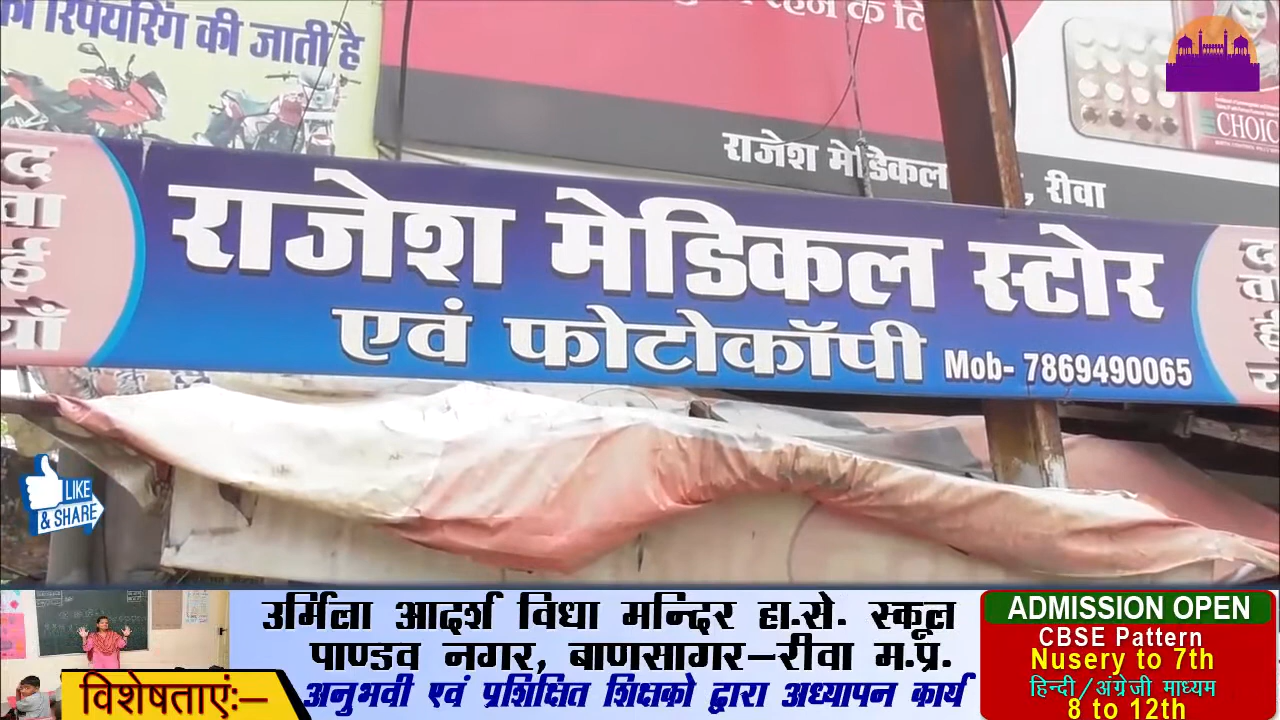 की रिपेयरिंग की जाती है
CHOIC
राजेश मेडिकल
, रीवा
द
वा
ई
याँ
राजेश मेडिकल स्टोर
एवं फोटोकॉपी Mob- 7869490065
LIKE
& SHARE
उर्मिला आदर्श विधा मन्दिर हा.से. स्कूल
पाण्डव नगर, बाणसागर-रीवा म.प्र.
विशेषताएंः-
अनुभवी एवं प्रशिक्षित शिक्षको द्वारा अध्यापन कार्य
ADMISSION OPEN
CBSE Pattern
Nusery to 7th
हिन्दी/अंग्रेजी माध्यम
8 to 12th